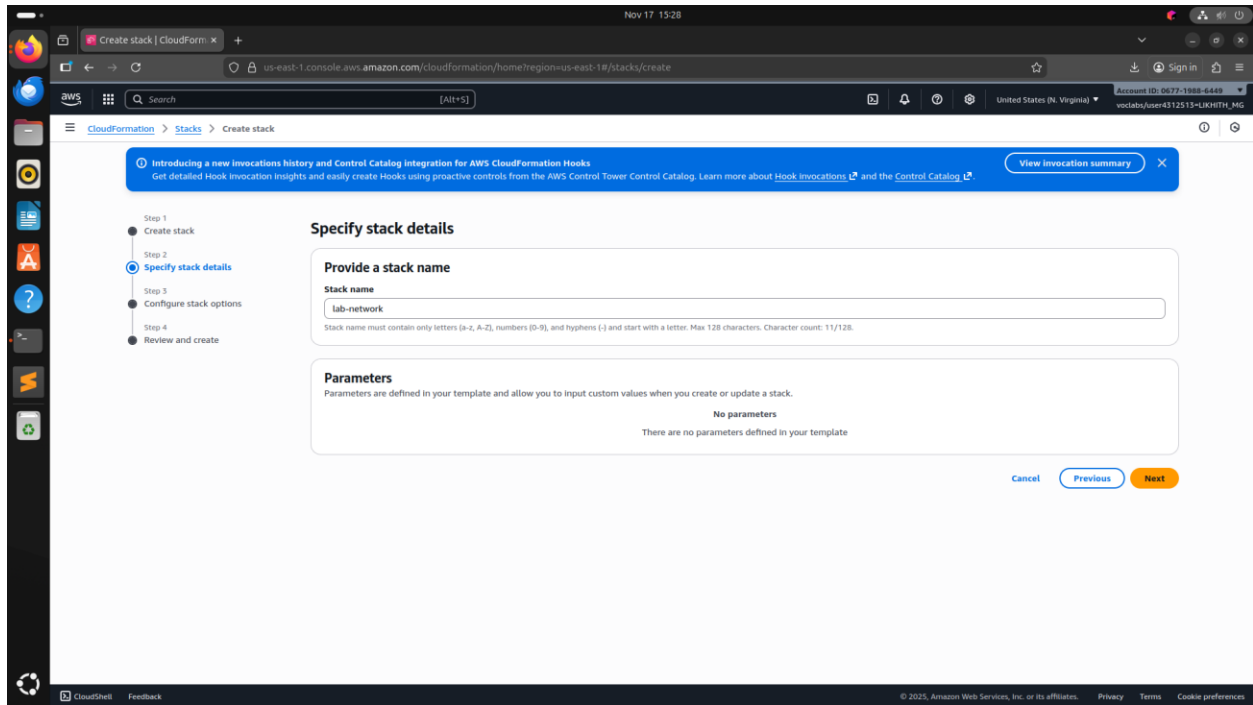 Nov 17 15:28
Create stack | CloudForm
us-east-1.console.aws.amazon.com/cloudformation/home?region=us-east-1#/stacks/create
Sign in
aws
Search
[Alt+S]
United States (N. Virginia)
Account ID: 0677-1988-6449
voclabs/user4312513=LIKHITH_MG
CloudFormation > Stacks > Create stack
Introducing a new invocations history and Control Catalog integration for AWS CloudFormation Hooks
Get detailed Hook invocation insights and easily create Hooks using proactive controls from the AWS Control Tower Control Catalog. Learn more about Hook invocations and the Control Catalog.
View invocation summary
Step 1
Create stack
Step 2
Specify stack details
Step 3
Configure stack options
Step 4
Review and create
Specify stack details
Provide a stack name
Stack name
lab-network
Stack name must contain only letters (a-z, A-Z), numbers (0-9), and hyphens (-) and start with a letter. Max 128 characters. Character count: 11/128.
Parameters
Parameters are defined in your template and allow you to input custom values when you create or update a stack.
No parameters
There are no parameters defined in your template
Cancel
Previous
Next
CloudShell
Feedback
© 2025, Amazon Web Services, Inc. or its affiliates.
Privacy
Terms
Cookie preferences